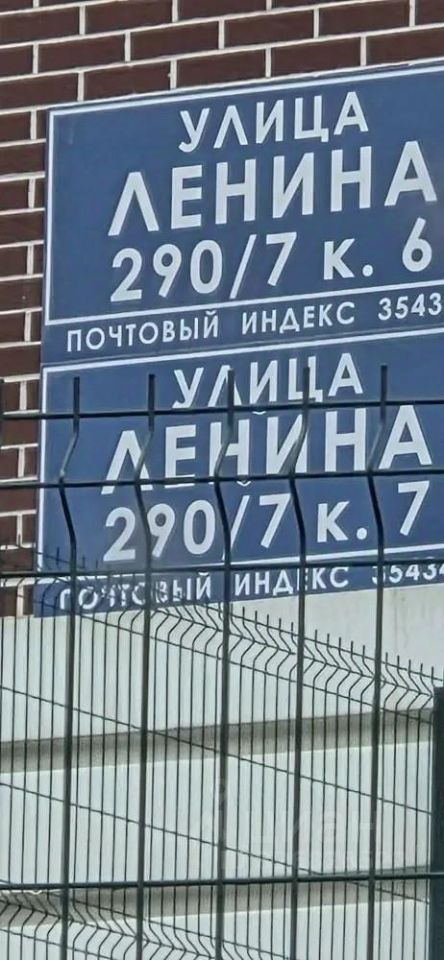 УЛИЦА
ЛЕНИНА
290/7 к. 6
ПОЧТОВЫЙ ИНДЕКС 3543
УЛИЦА
ЛЕНИНА
290/7 к. 7
ПОЧТОВЫЙ ИНДЕКС 3543